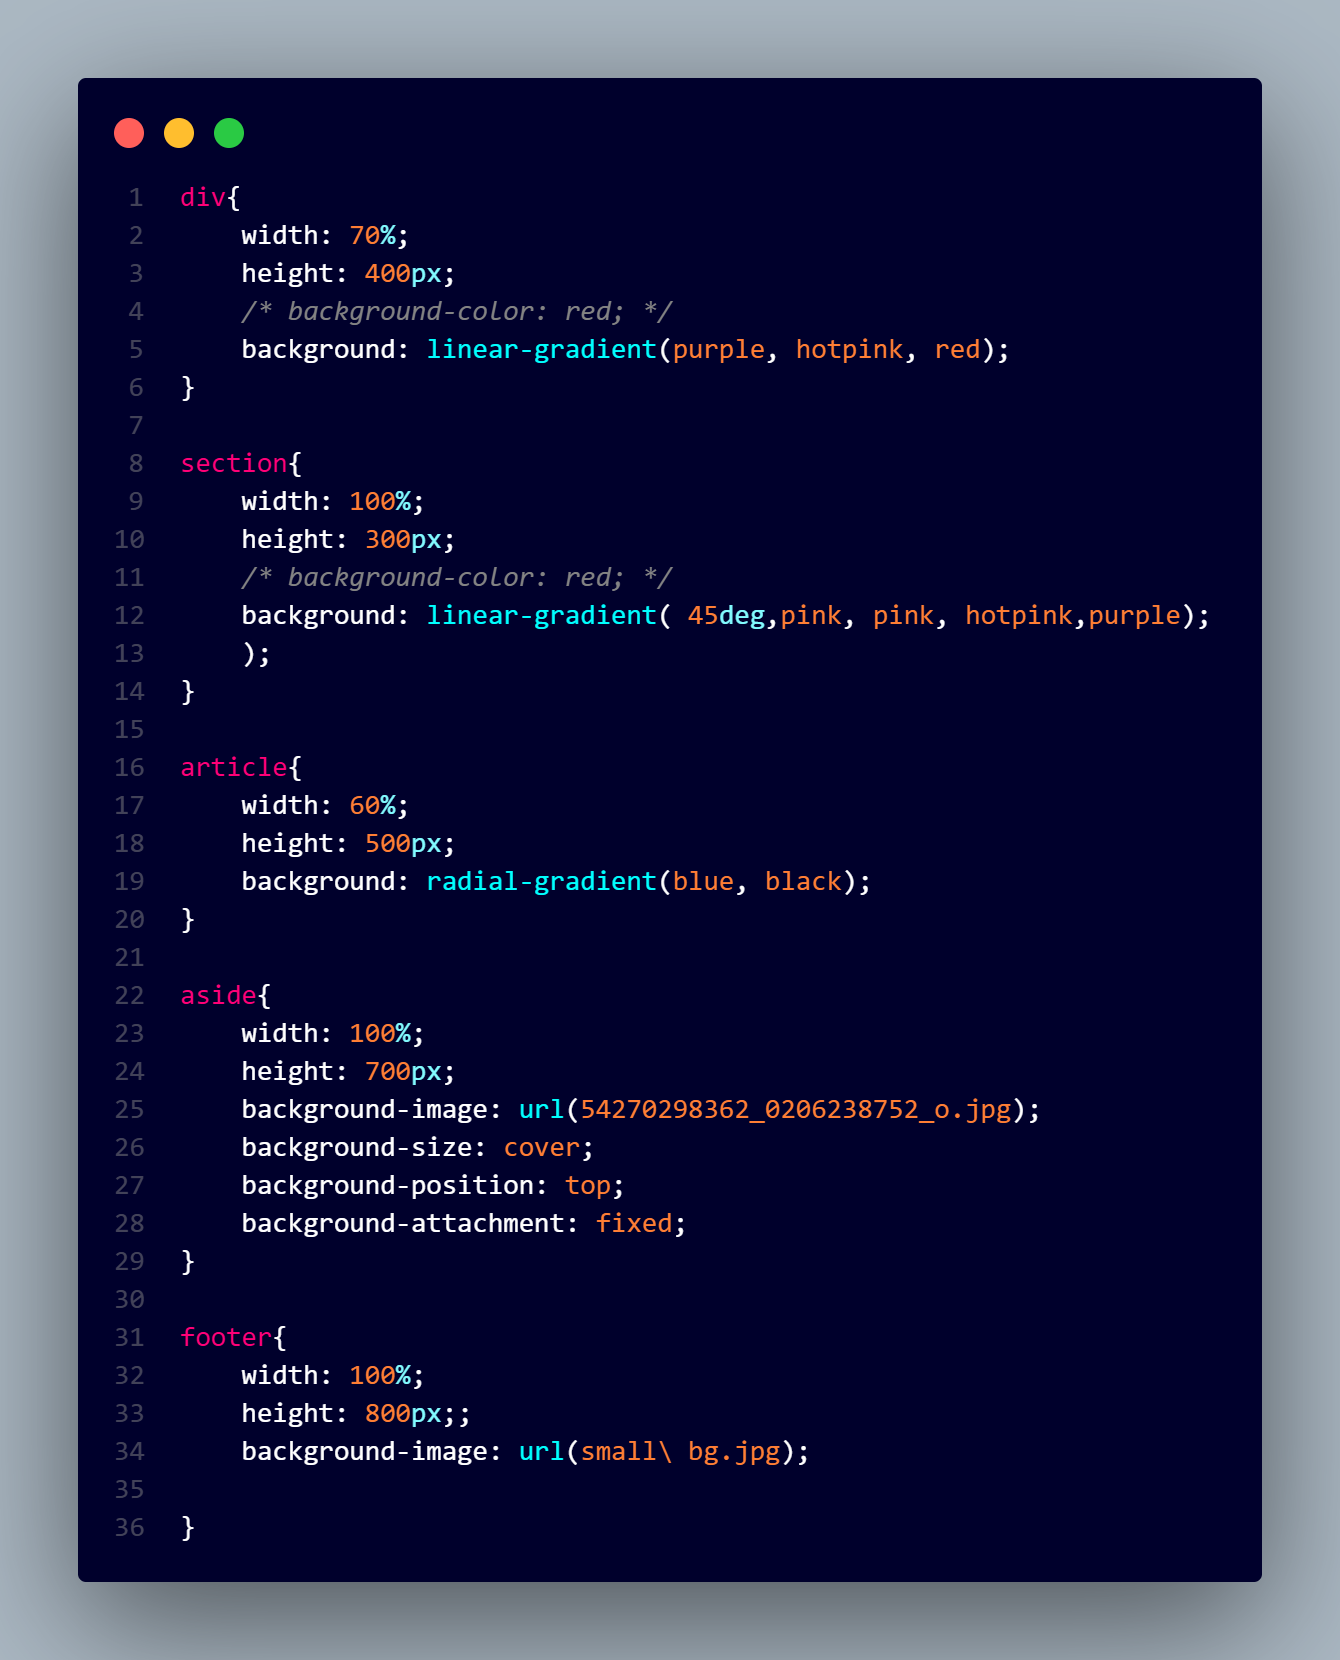 1 div{
2     width: 70%;
3     height: 400px;
4     /* background-color: red; */
5     background: linear-gradient(purple, hotpink, red);
6 }
7
8 section{
9     width: 100%;
10     height: 300px;
11     /* background-color: red; */
12     background: linear-gradient( 45deg,pink, pink, hotpink,purple);
13     );
14 }
15
16 article{
17     width: 60%;
18     height: 500px;
19     background: radial-gradient(blue, black);
20 }
21
22 aside{
23     width: 100%;
24     height: 700px;
25     background-image: url(54270298362_0206238752_o.jpg);
26     background-size: cover;
27     background-position: top;
28     background-attachment: fixed;
29 }
30
31 footer{
32     width: 100%;
33     height: 800px;;
34     background-image: url(small\ bg.jpg);
35
36 }